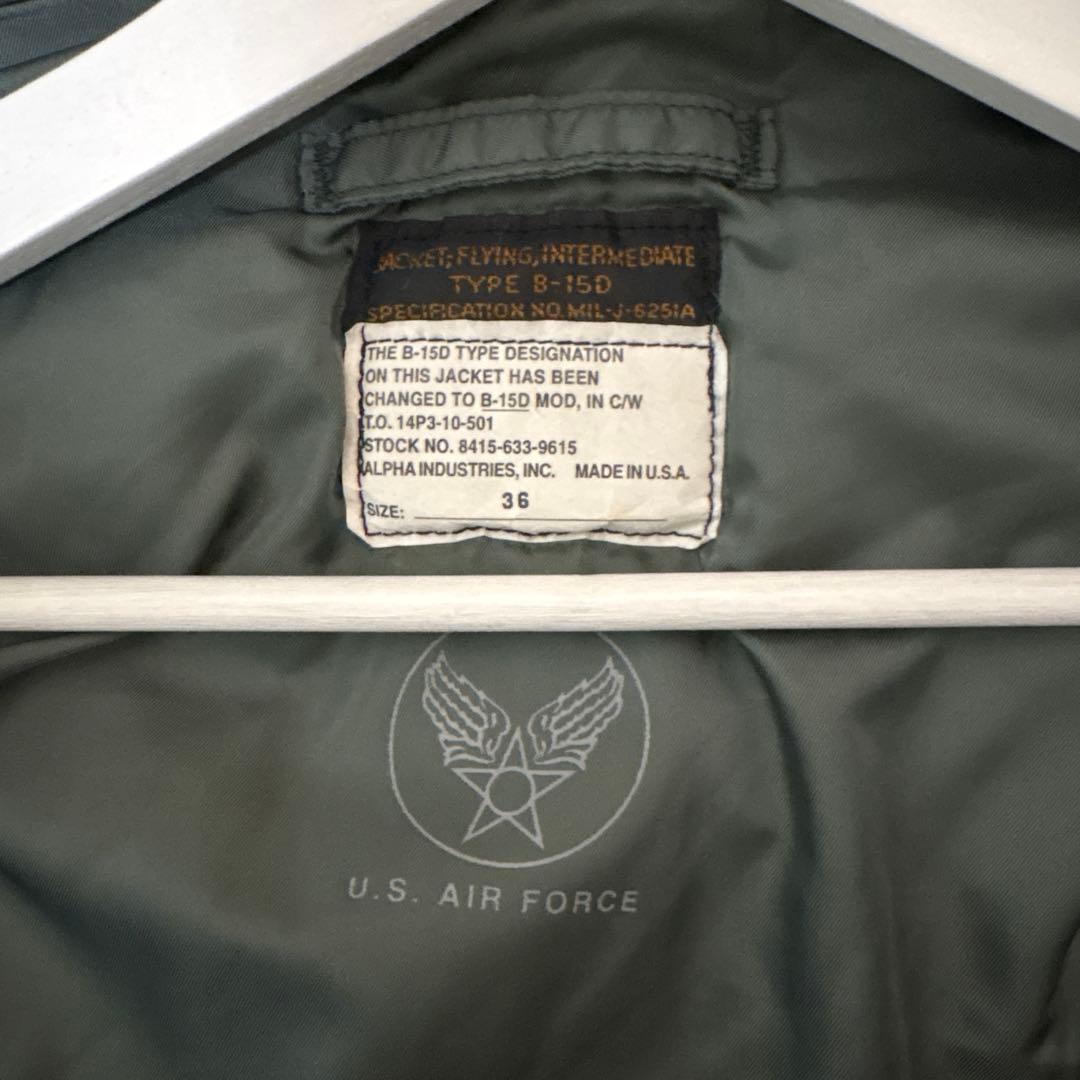 JACKET, FLYING, INTERMEDIATE
TYPE B-15D
SPECIFICATION NO. MIL-J-6251A
THE B-15D TYPE DESIGNATION
ON THIS JACKET HAS BEEN
CHANGED TO B-15D MOD, IN C/W
T.O. 14P3-10-501
STOCK NO. 8415-633-9615
ALPHA INDUSTRIES, INC. MADE IN U.S.A.
SIZE: 36
U.S. AIR FORCE